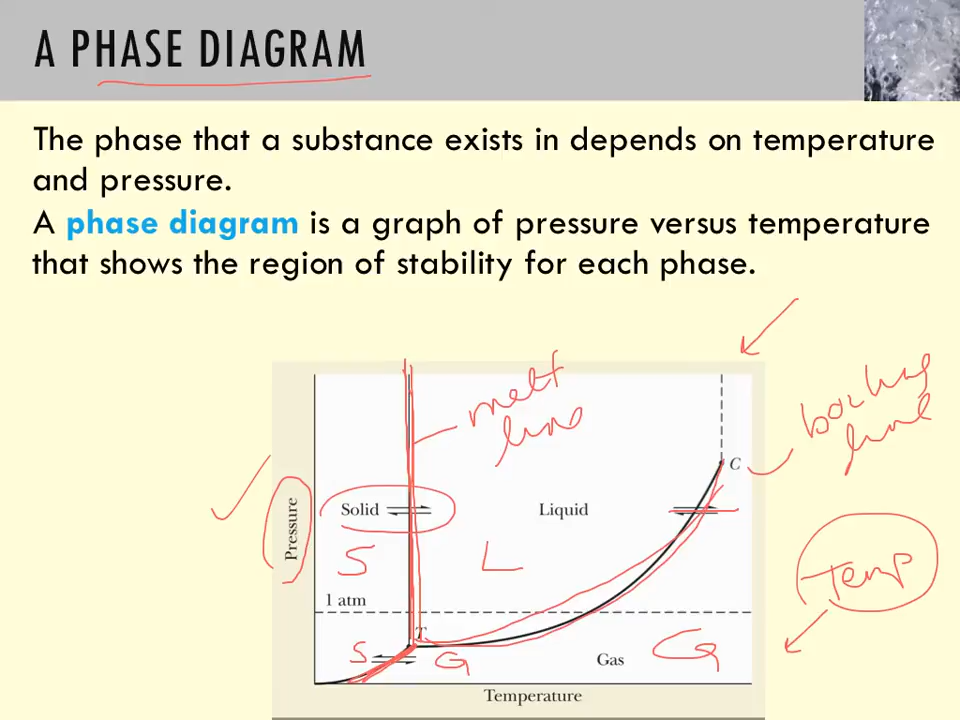 A PHASE DIAGRAM
The phase that a substance exists in depends on temperature
and pressure.
A phase diagram is a graph of pressure versus temperature
that shows the region of stability for each phase.
melt
line
boiling
line
C
Pressure
Solid
Liquid
S
L
Temp
1 atm
T
S
G
Gas
G
Temperature